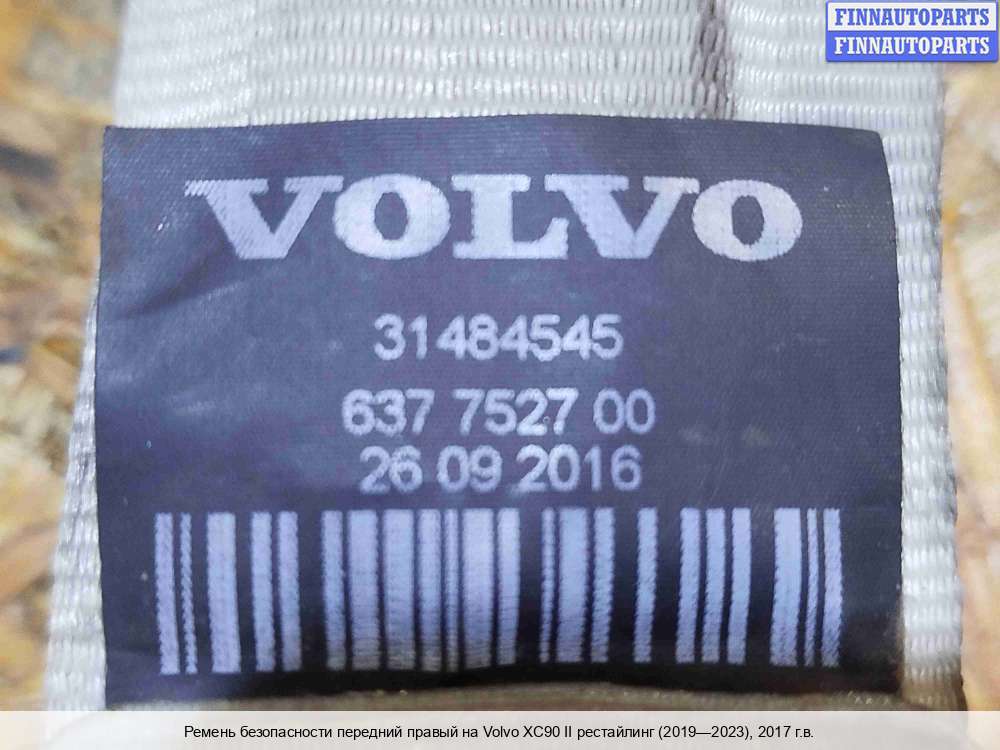 FINNAUTOPARTS
FINNAUTOPARTS
VOLVO
31484545
637 7527 00
26 09 2016
Ремень безопасности передний правый на Volvo XC90 II рестайлинг (2019—2023), 2017 г.в.